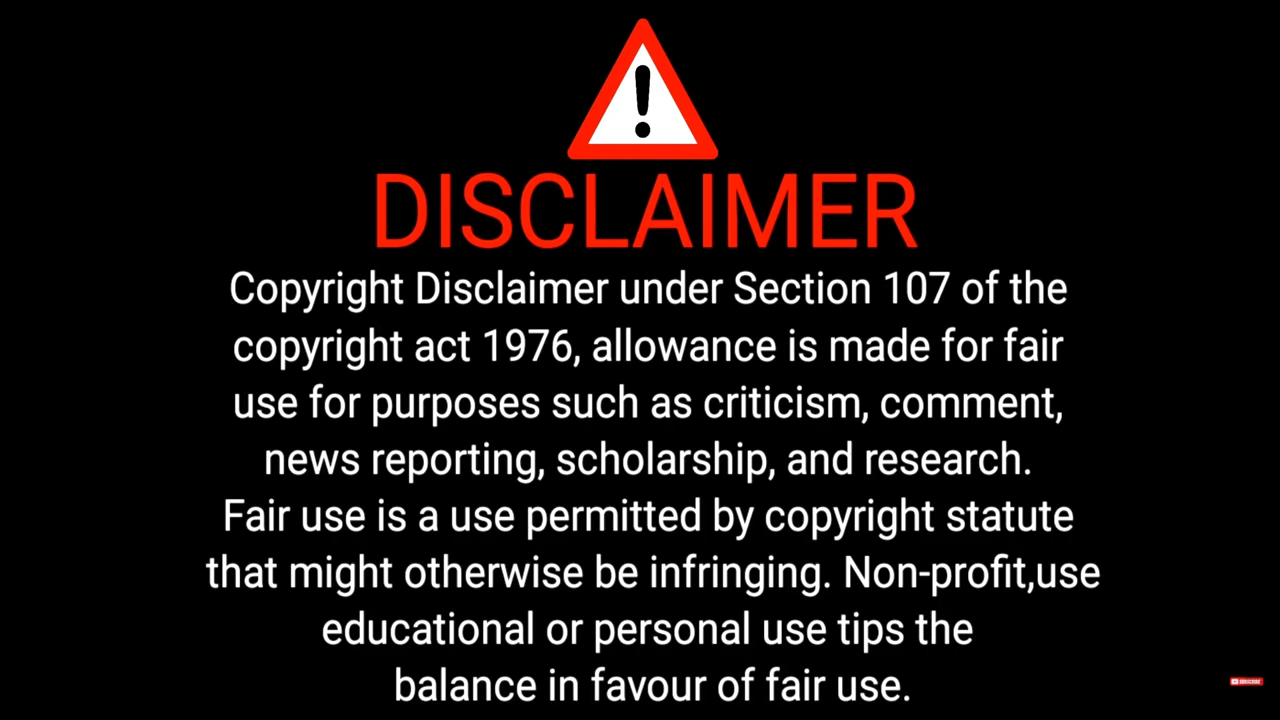 DISCLAIMER
Copyright Disclaimer under Section 107 of the
copyright act 1976, allowance is made for fair
use for purposes such as criticism, comment,
news reporting, scholarship, and research.
Fair use is a use permitted by copyright statute
that might otherwise be infringing. Non-profit,use
educational or personal use tips the
balance in favour of fair use.
SUBSCRIBE